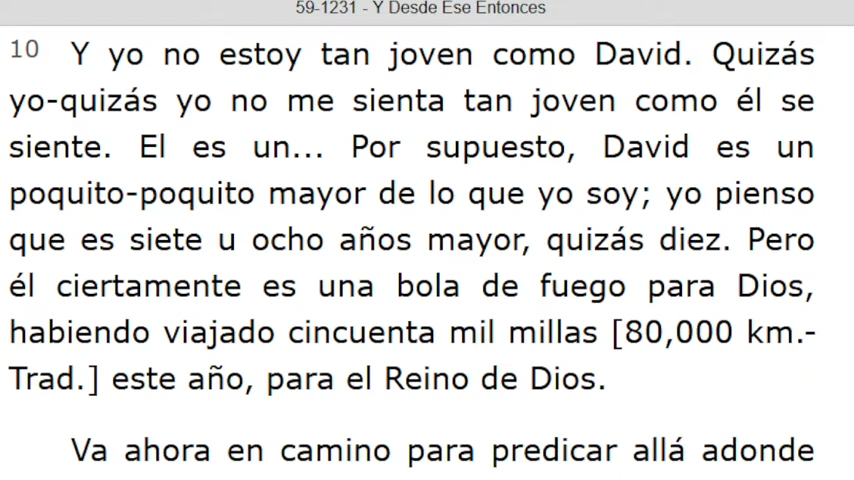 59-1231 - Y Desde Ese Entonces
10 Y yo no estoy tan joven como David. Quizás
yo-quizás yo no me sienta tan joven como él se
siente. El es un... Por supuesto, David es un
poquito-poquito mayor de lo que yo soy; yo pienso
que es siete u ocho años mayor, quizás diez. Pero
él ciertamente es una bola de fuego para Dios,
habiendo viajado cincuenta mil millas [80,000 km.-
Trad.] este año, para el Reino de Dios.
Va ahora en camino para predicar allá adonde